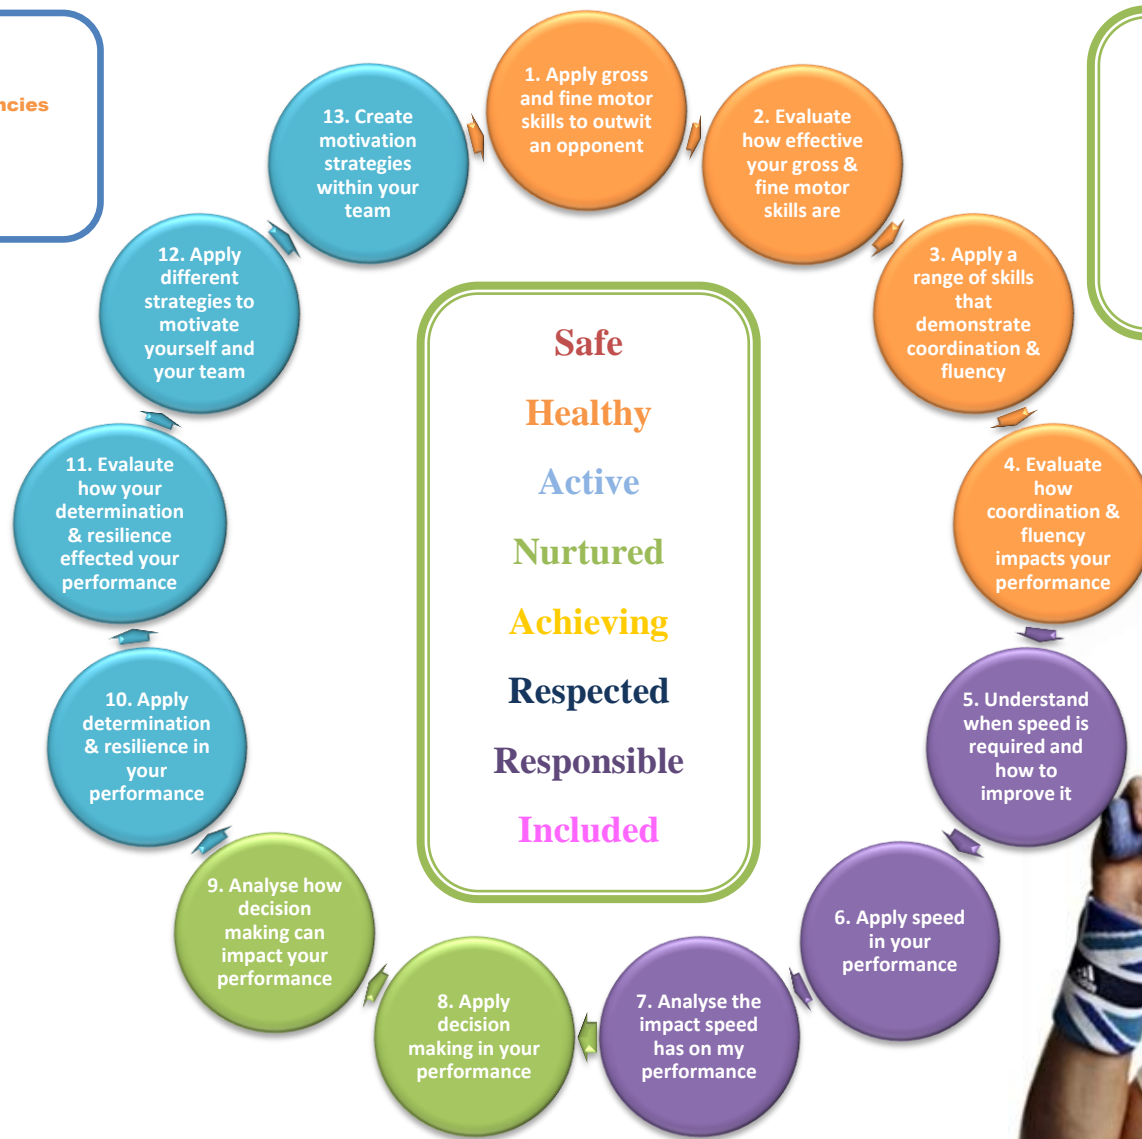 ncies
1. Apply gross
and fine motor
skills to outwit
an opponent
2. Evaluate
how effective
your gross &
fine motor
skills are
3. Apply a
range of skills
that
demonstrate
coordination &
fluency
4. Evaluate
how
coordination &
fluency
impacts your
performance
5. Understand
when speed is
required and
how to
improve it
6. Apply speed
in your
performance
7. Analyse the
impact speed
has on my
performance
8. Apply
decision
making in your
performance
9. Analyse how
decision
making can
impact your
performance
10. Apply
determination
& resilience in
your
performance
11. Evalaute
how your
determination
& resilience
effected your
performance
12. Apply
different
strategies to
motivate
yourself and
your team
13. Create
motivation
strategies
within your
team
Safe
Healthy
Active
Nurtured
Achieving
Respected
Responsible
Included